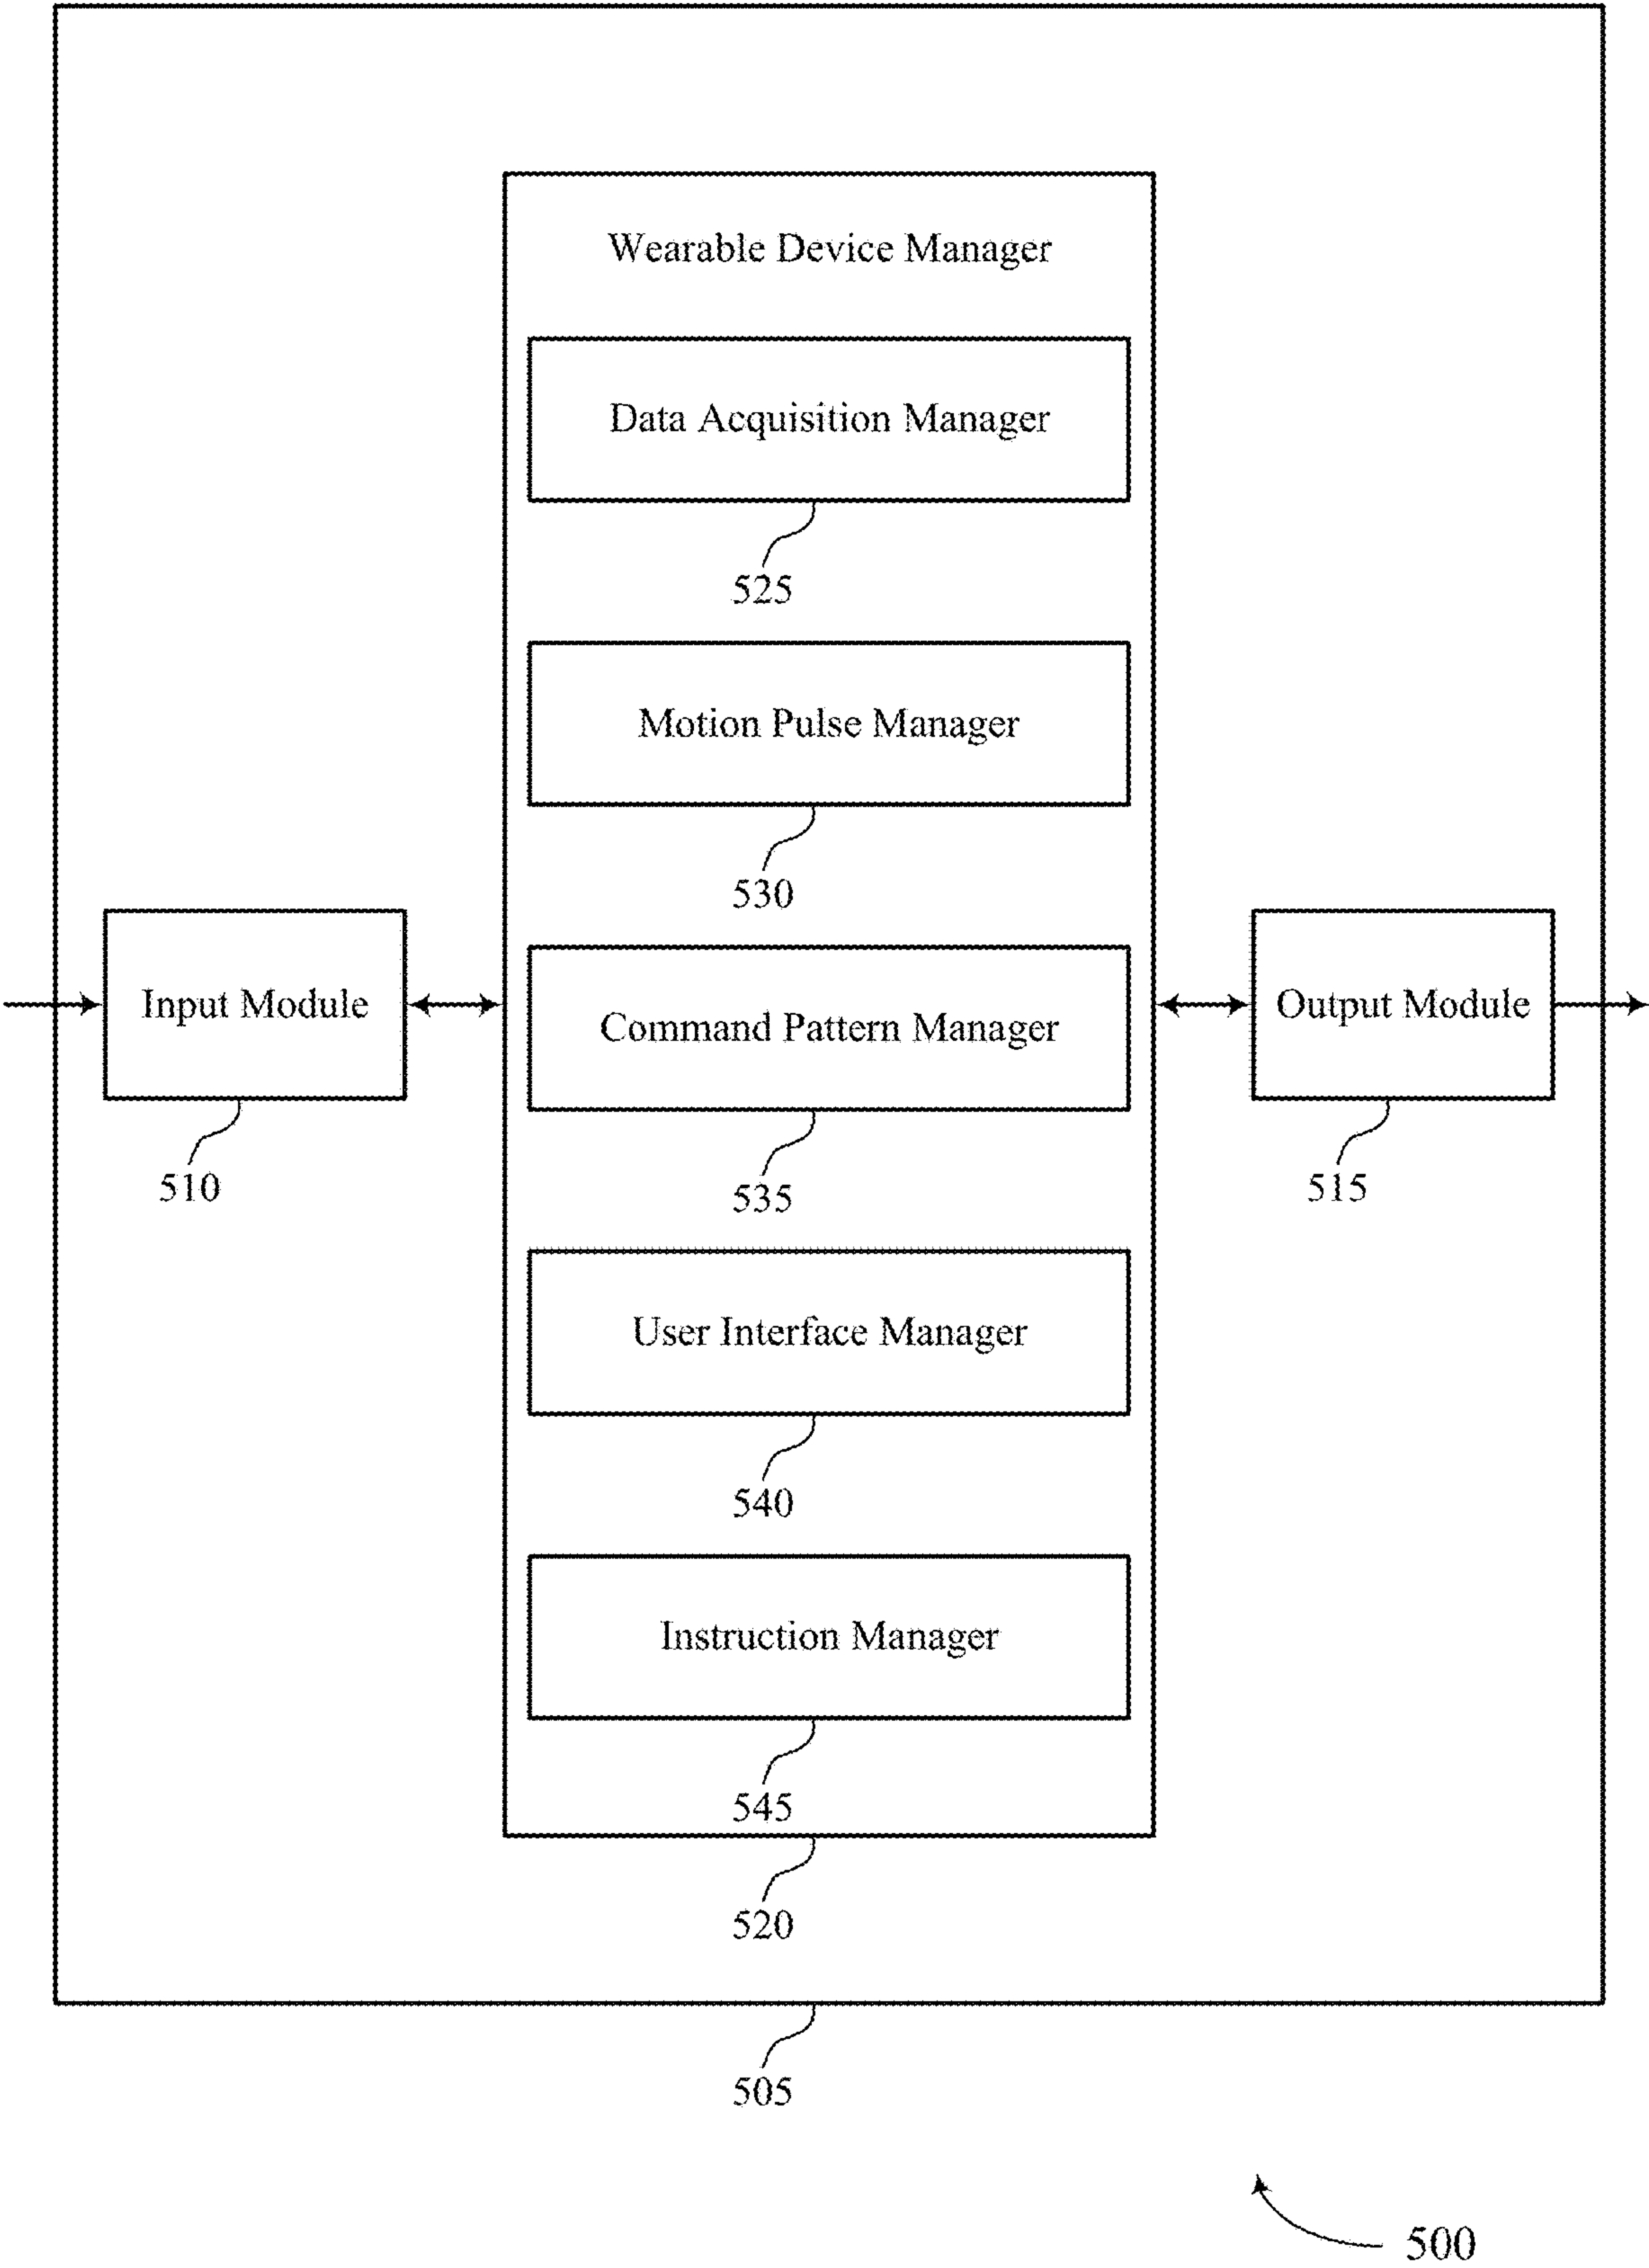 Wearable Device Manager
Data Acquisition Manager
525
Motion Pulse Manager
530
Input Module
510
Command Pattern Manager
535
Output Module
515
User Interface Manager
540
Instruction Manager
545
520
505
500